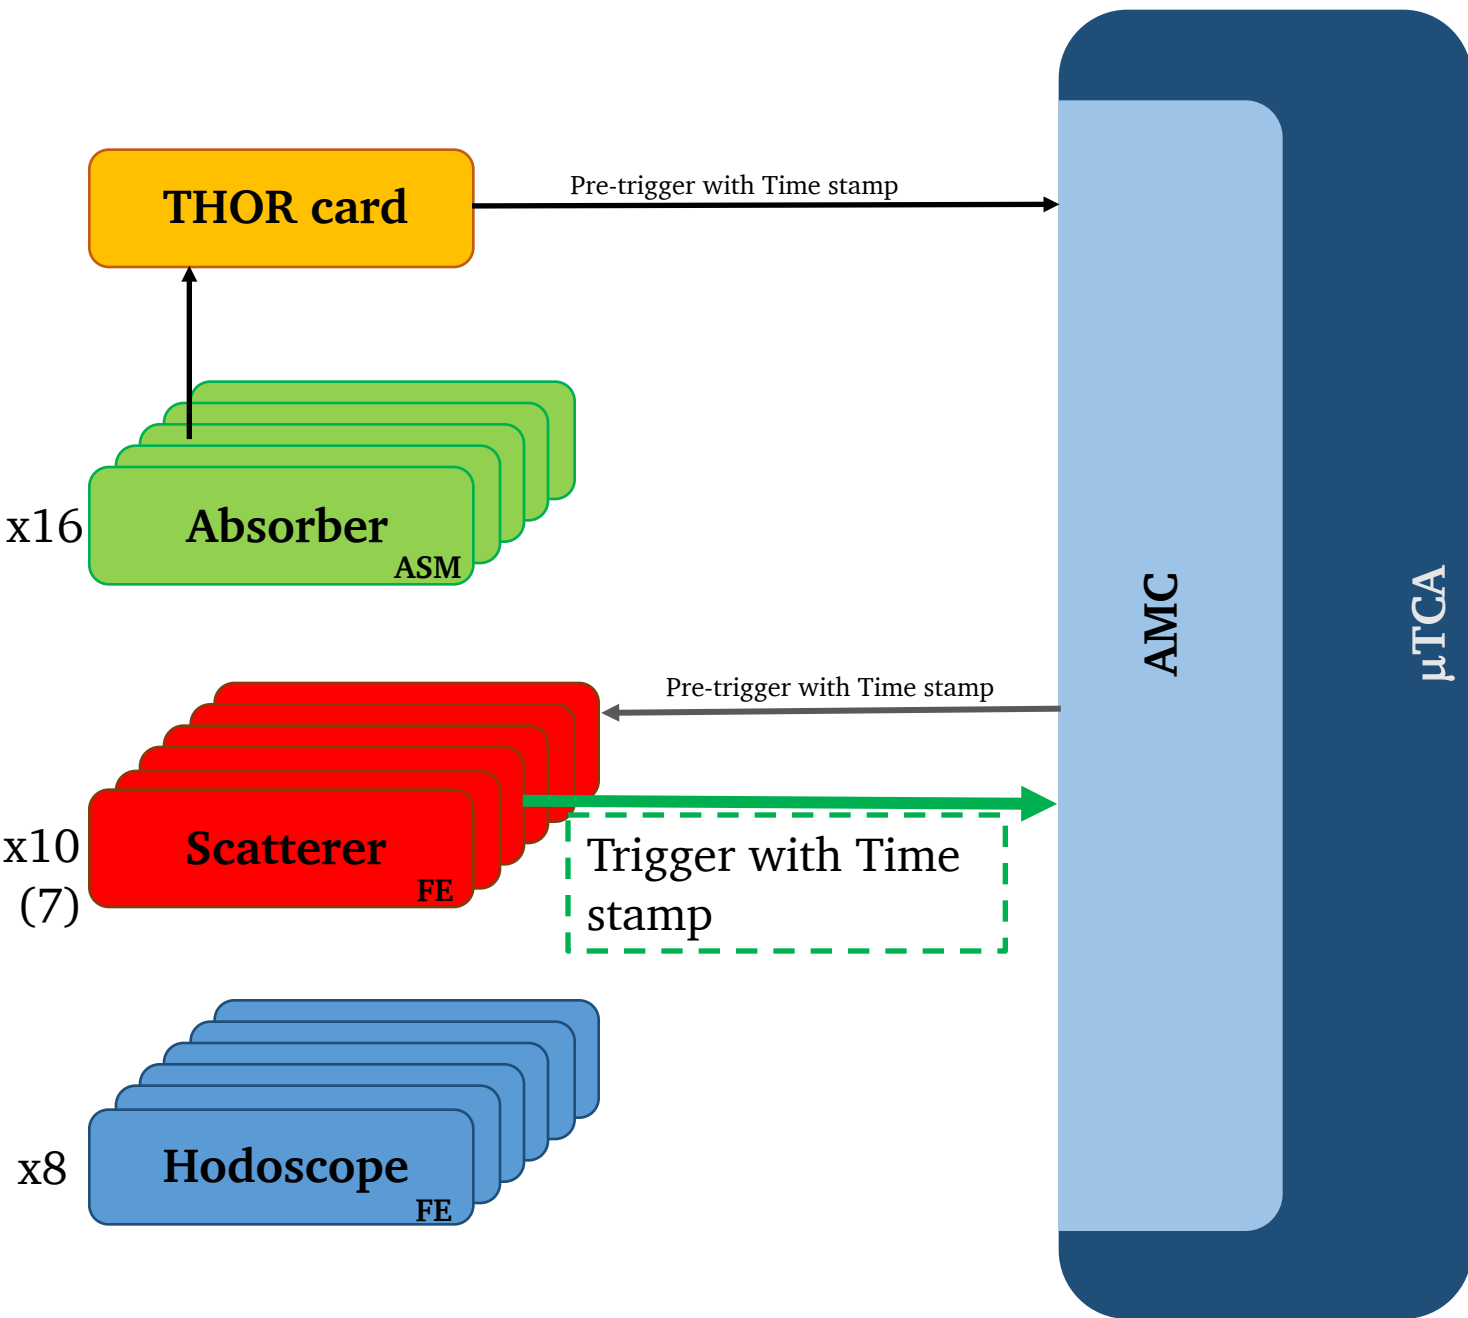 THOR card
Pre-trigger with Time stamp
x16
Absorber
ASM
AMC
μTCA
Pre-trigger with Time stamp
x10
(7)
Scatterer
FE
Trigger with Time
stamp
x8
Hodoscope
FE